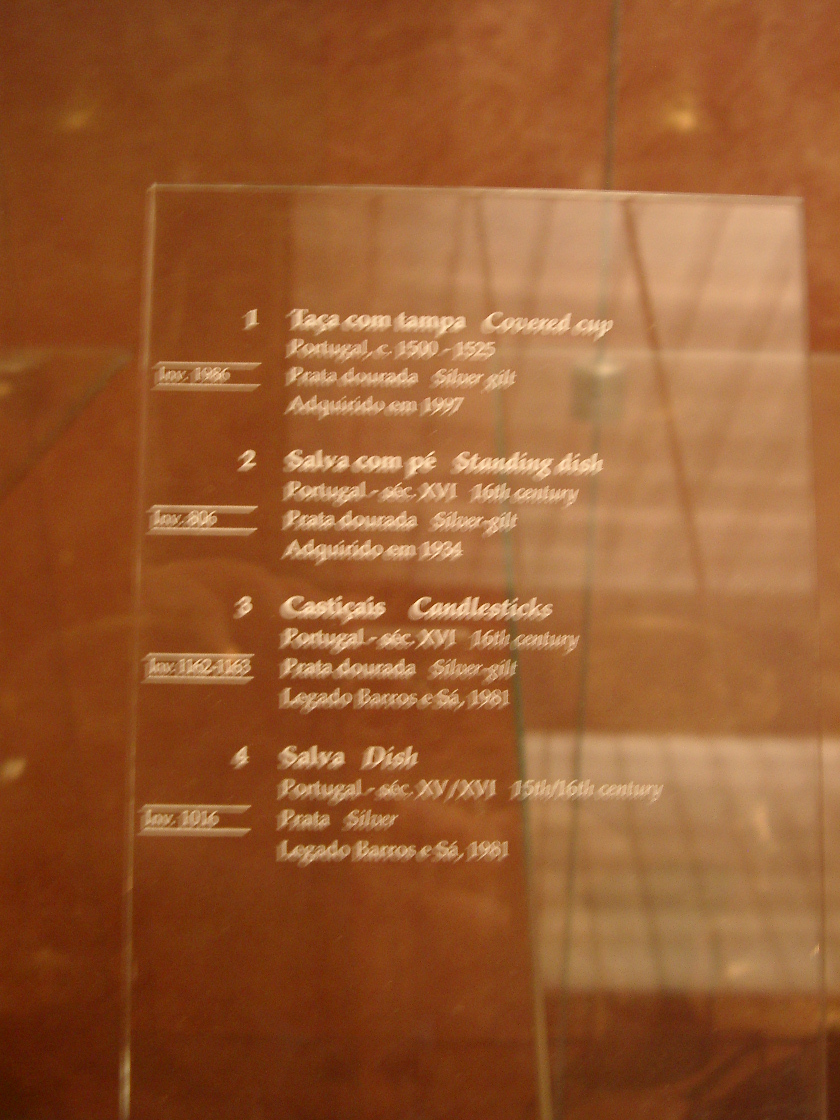 1 Taça com tampa Covered cup
Portugal, c. 1500 - 1525
Inv. 1986 Prata dourada Silver gilt
Adquirido em 1997
2 Salva com pé Standing dish
Portugal - séc. XVI 16th century
Inv. 806 Prata dourada Silver-gilt
Adquirido em 1934
3 Castiçais Candlesticks
Portugal - séc. XVI 16th century
Inv. 1162-1163 Prata dourada Silver-gilt
Legado Barros e Sá, 1981
4 Salva Dish
Portugal - séc. XV/XVI 15th/16th century
Inv. 1016 Prata Silver
Legado Barros e Sá, 1981